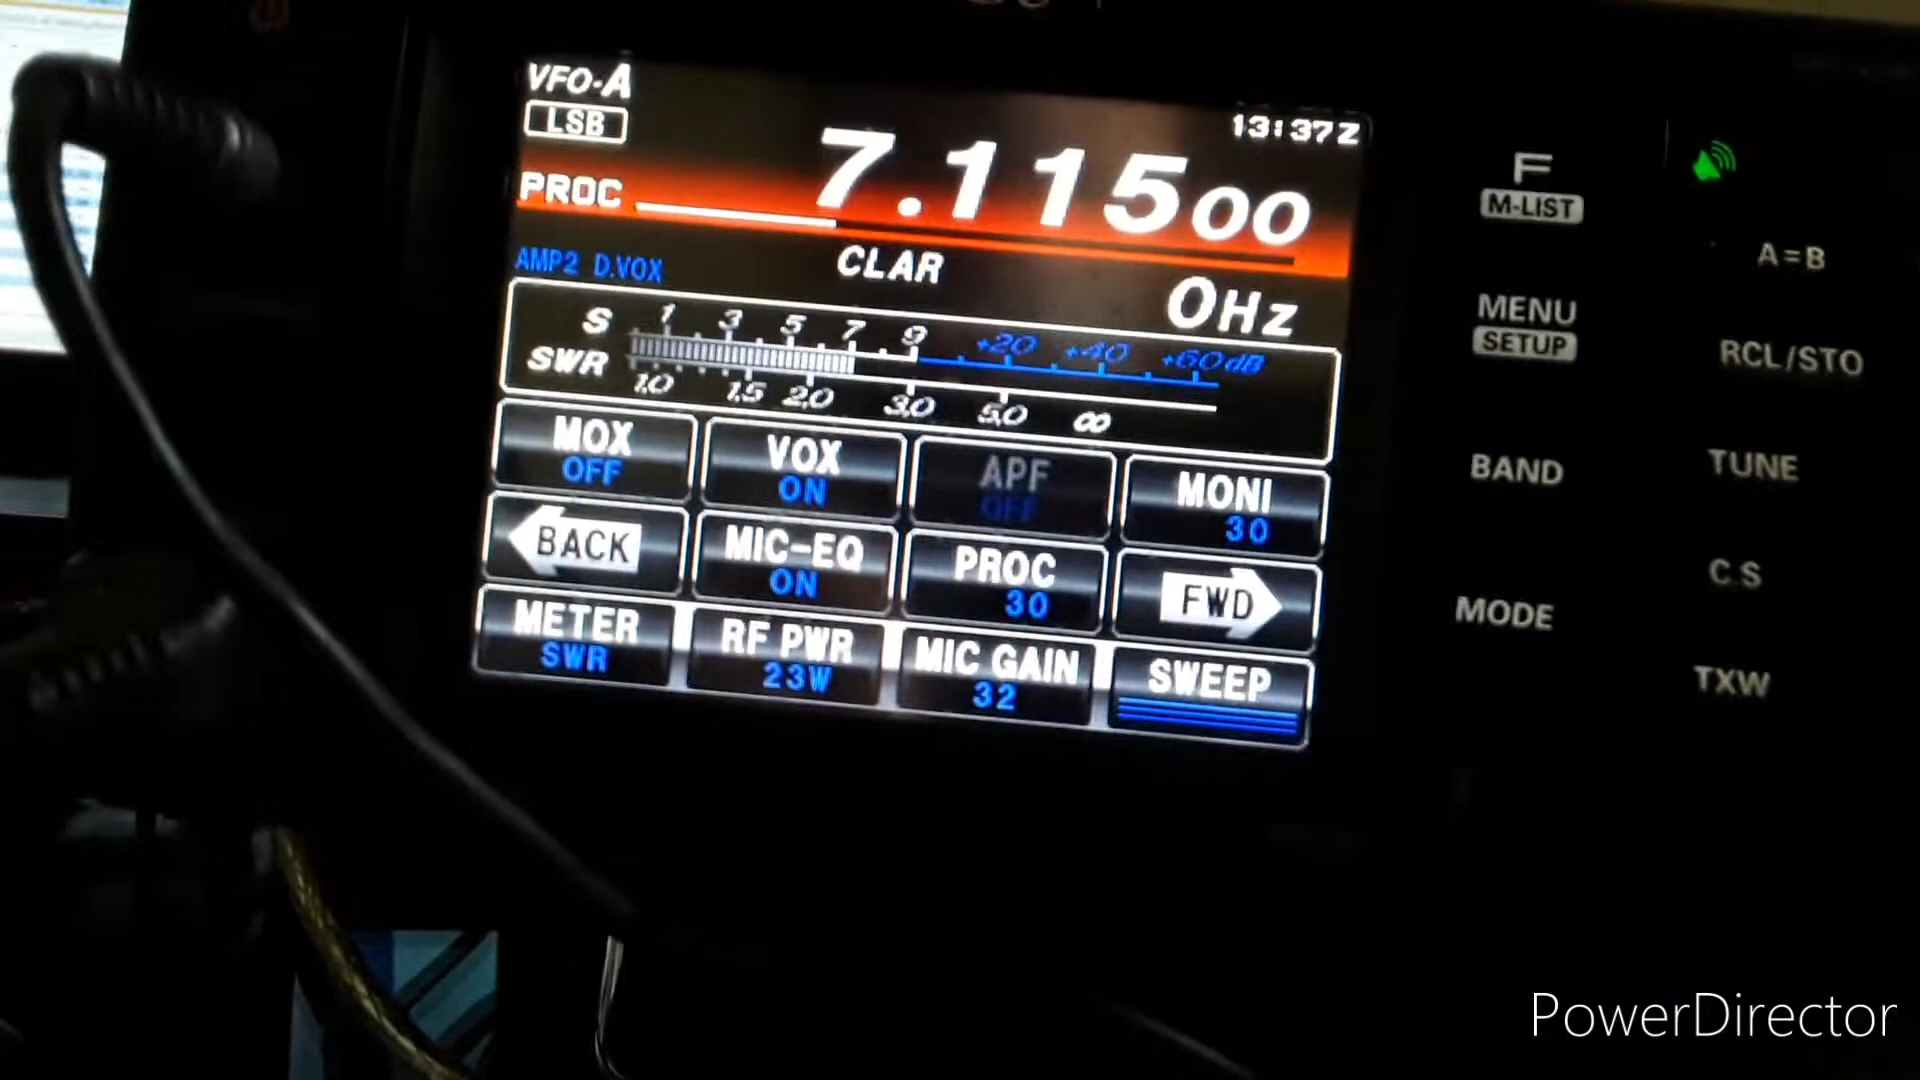 VFO-A
LSB
13:37Z
7.11500
PROC
AMP2 D.VOX
CLAR
0Hz
S 1 3 5 7 9 +20 +40 +60dB
SWR 1.0 1.5 2.0 3.0 5.0 ∞
MOX
OFF
VOX
ON
APF
OFF
MONI
30
BACK
MIC-EQ
ON
PROC
30
FWD
METER
SWR
RF PWR
23W
MIC GAIN
32
SWEEP
F
M-LIST
A=B
MENU
SETUP
RCL/STO
BAND
TUNE
C.S
MODE
TXW
PowerDirector